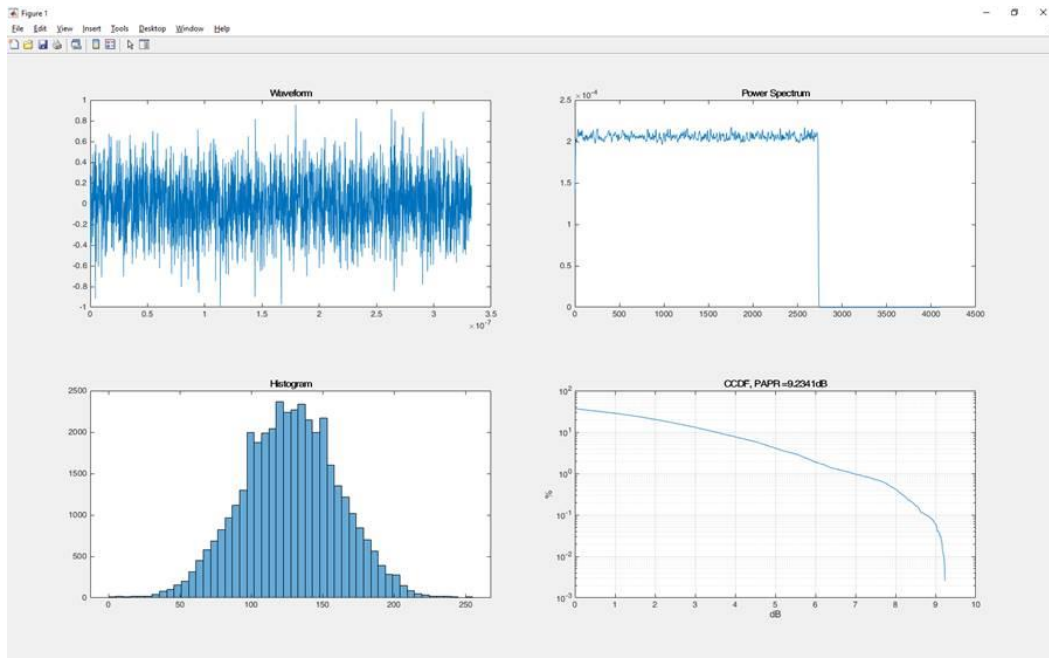 Figure 1
File Edit View Insert Tools Desktop Window Help
Waveform
1
0.8
0.6
0.4
0.2
0
-0.2
-0.4
-0.6
-0.8
-1
0 0.5 1 1.5 2 2.5 3 3.5
× 10⁻⁷
Power Spectrum
× 10⁻⁴
2.5
2
1.5
1
0.5
0
0 500 1000 1500 2000 2500 3000 3500 4000 4500
Histogram
2500
2000
1500
1000
500
0
0 50 100 150 200 250
CCDF, PAPR =9.2341dB
%
10²
10¹
10⁰
10⁻¹
10⁻²
10⁻³
0 1 2 3 4 5 6 7 8 9 10
dB